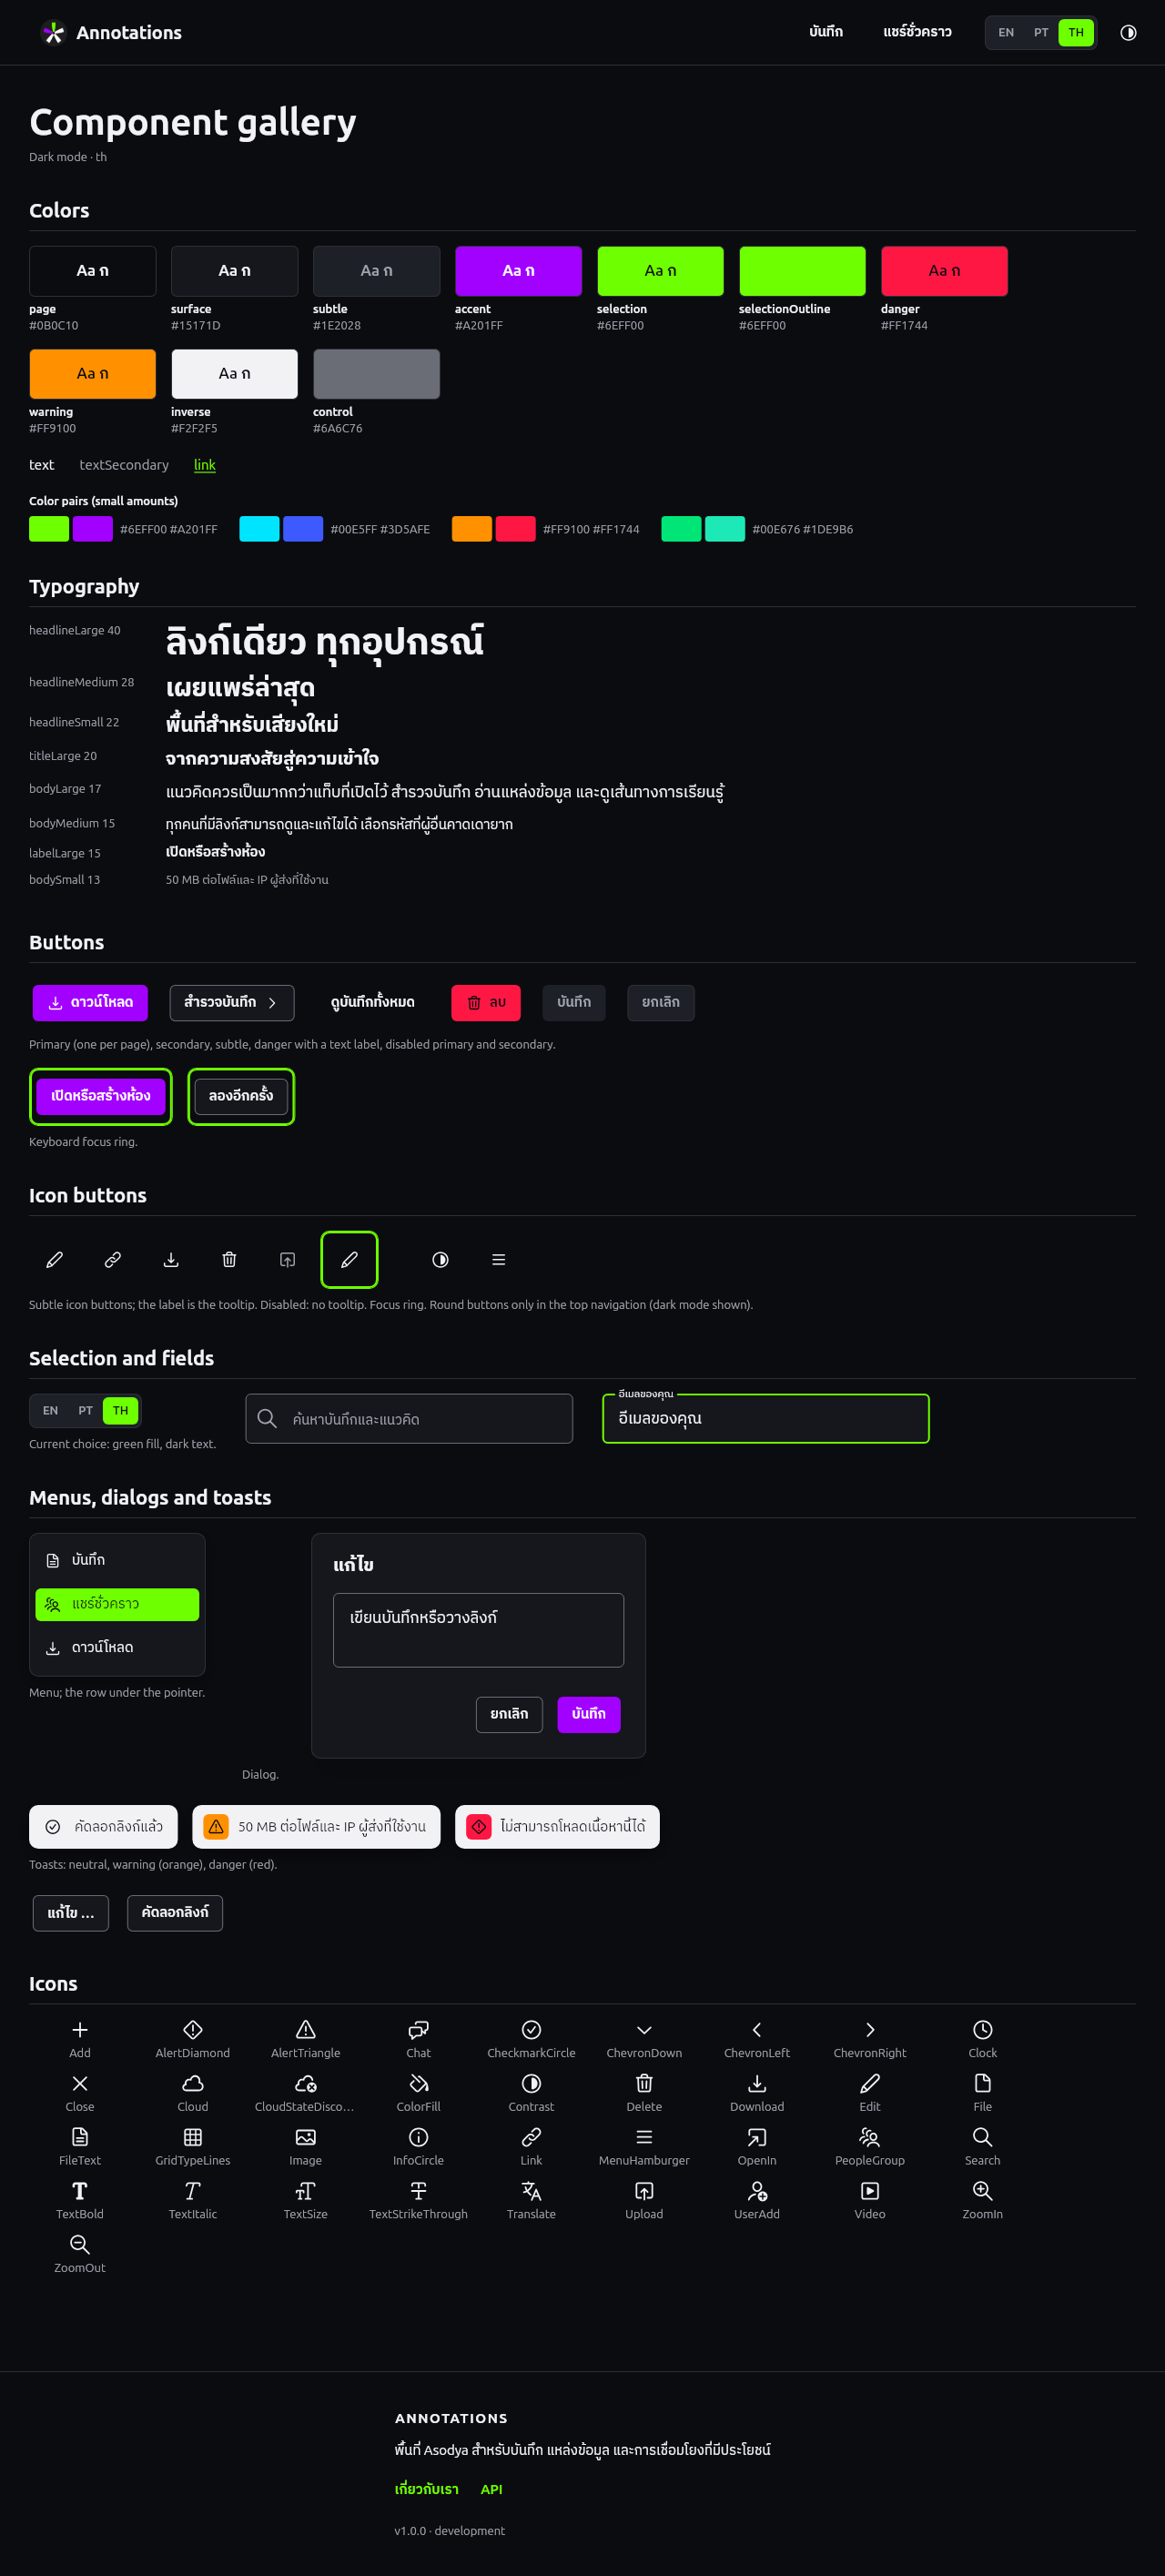 Annotations
บันทึก แชร์ชั่วคราว EN PT TH
Component gallery
Dark mode · th
Colors
Aa ก Aa ก Aa ก Aa ก Aa ก Aa ก
page surface subtle accent selection selectionOutline danger
#0B0C10 #15171D #1E2028 #A201FF #6EFF00 #6EFF00 #FF1744
Aa ก Aa ก
warning inverse control
#FF9100 #F2F2F5 #6A6C76
text textSecondary link
Color pairs (small amounts)
#6EFF00 #A201FF #00E5FF #3D5AFE #FF9100 #FF1744 #00E676 #1DE9B6
Typography
headlineLarge 40 ลิงก์เดียว ทุกอุปกรณ์
headlineMedium 28 เผยแพร่ล่าสุด
headlineSmall 22 พื้นที่สำหรับเสียงใหม่
titleLarge 20 จากความสงสัยสู่ความเข้าใจ
bodyLarge 17 แนวคิดควรเป็นมากกว่าแท็บที่เปิดไว้ สำรวจบันทึก อ่านแหล่งข้อมูล และดูเส้นทางการเรียนรู้
bodyMedium 15 ทุกคนที่มีลิงก์สามารถดูและแก้ไขได้ เลือกรหัสที่ผู้อื่นคาดเดายาก
labelLarge 15 เปิดหรือสร้างห้อง
bodySmall 13 50 MB ต่อไฟล์และ IP ผู้ส่งที่ใช้งาน
Buttons
ดาวน์โหลด สำรวจบันทึก ดูบันทึกทั้งหมด ลบ บันทึก ยกเลิก
Primary (one per page), secondary, subtle, danger with a text label, disabled primary and secondary.
เปิดหรือสร้างห้อง ลองอีกครั้ง
Keyboard focus ring.
Icon buttons
Subtle icon buttons; the label is the tooltip. Disabled: no tooltip. Focus ring. Round buttons only in the top navigation (dark mode shown).
Selection and fields
อีเมลของคุณ
EN PT TH ค้นหาบันทึกและแนวคิด อีเมลของคุณ
Current choice: green fill, dark text.
Menus, dialogs and toasts
บันทึก
แชร์ชั่วคราว
ดาวน์โหลด
Menu; the row under the pointer.
แก้ไข
เขียนบันทึกหรือวางลิงก์
ยกเลิก บันทึก
Dialog.
คัดลอกลิงก์แล้ว 50 MB ต่อไฟล์และ IP ผู้ส่งที่ใช้งาน ไม่สามารถโหลดเนื้อหานี้ได้
Toasts: neutral, warning (orange), danger (red).
แก้ไข ... คัดลอกลิงก์
Icons
Add AlertDiamond AlertTriangle Chat CheckmarkCircle ChevronDown ChevronLeft ChevronRight Clock
Close Cloud CloudStateDisco... ColorFill Contrast Delete Download Edit File
FileText GridTypeLines Image InfoCircle Link MenuHamburger OpenIn PeopleGroup Search
TextBold TextItalic TextSize TextStrikeThrough Translate Upload UserAdd Video ZoomIn
ZoomOut
ANNOTATIONS
พื้นที่ Asodya สำหรับบันทึก แหล่งข้อมูล และการเชื่อมโยงที่มีประโยชน์
เกี่ยวกับเรา API
v1.0.0 · development